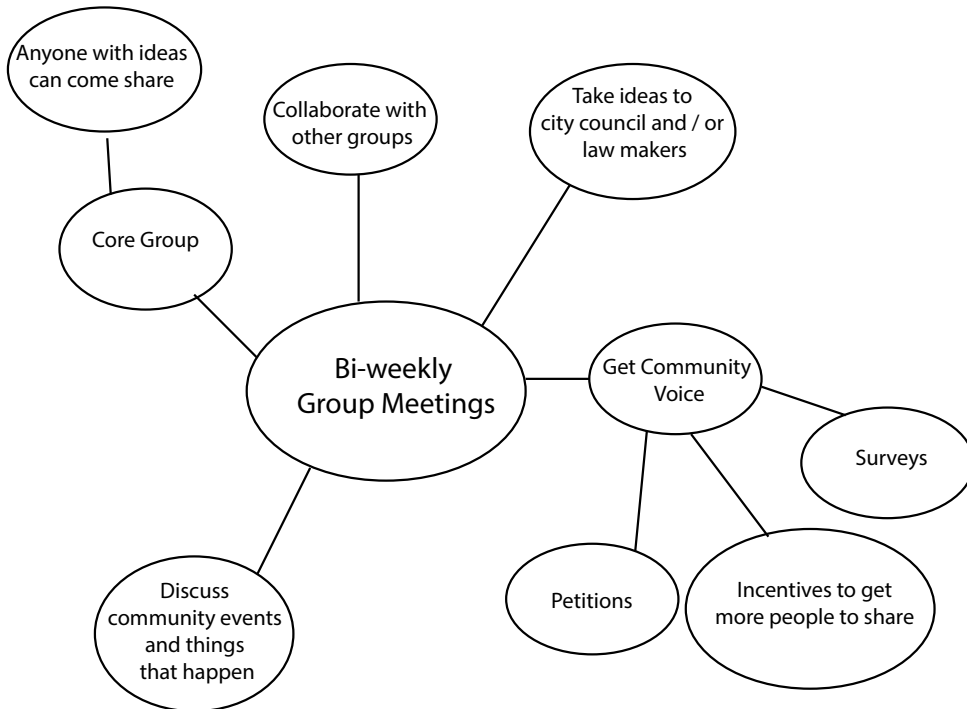 Anyone with ideas
can come share
Collaborate with
other groups
Take ideas to
city council and / or
law makers
Core Group
Bi-weekly
Group Meetings
Get Community
Voice
Surveys
Discuss
community events
and things
that happen
Petitions
Incentives to get
more people to share